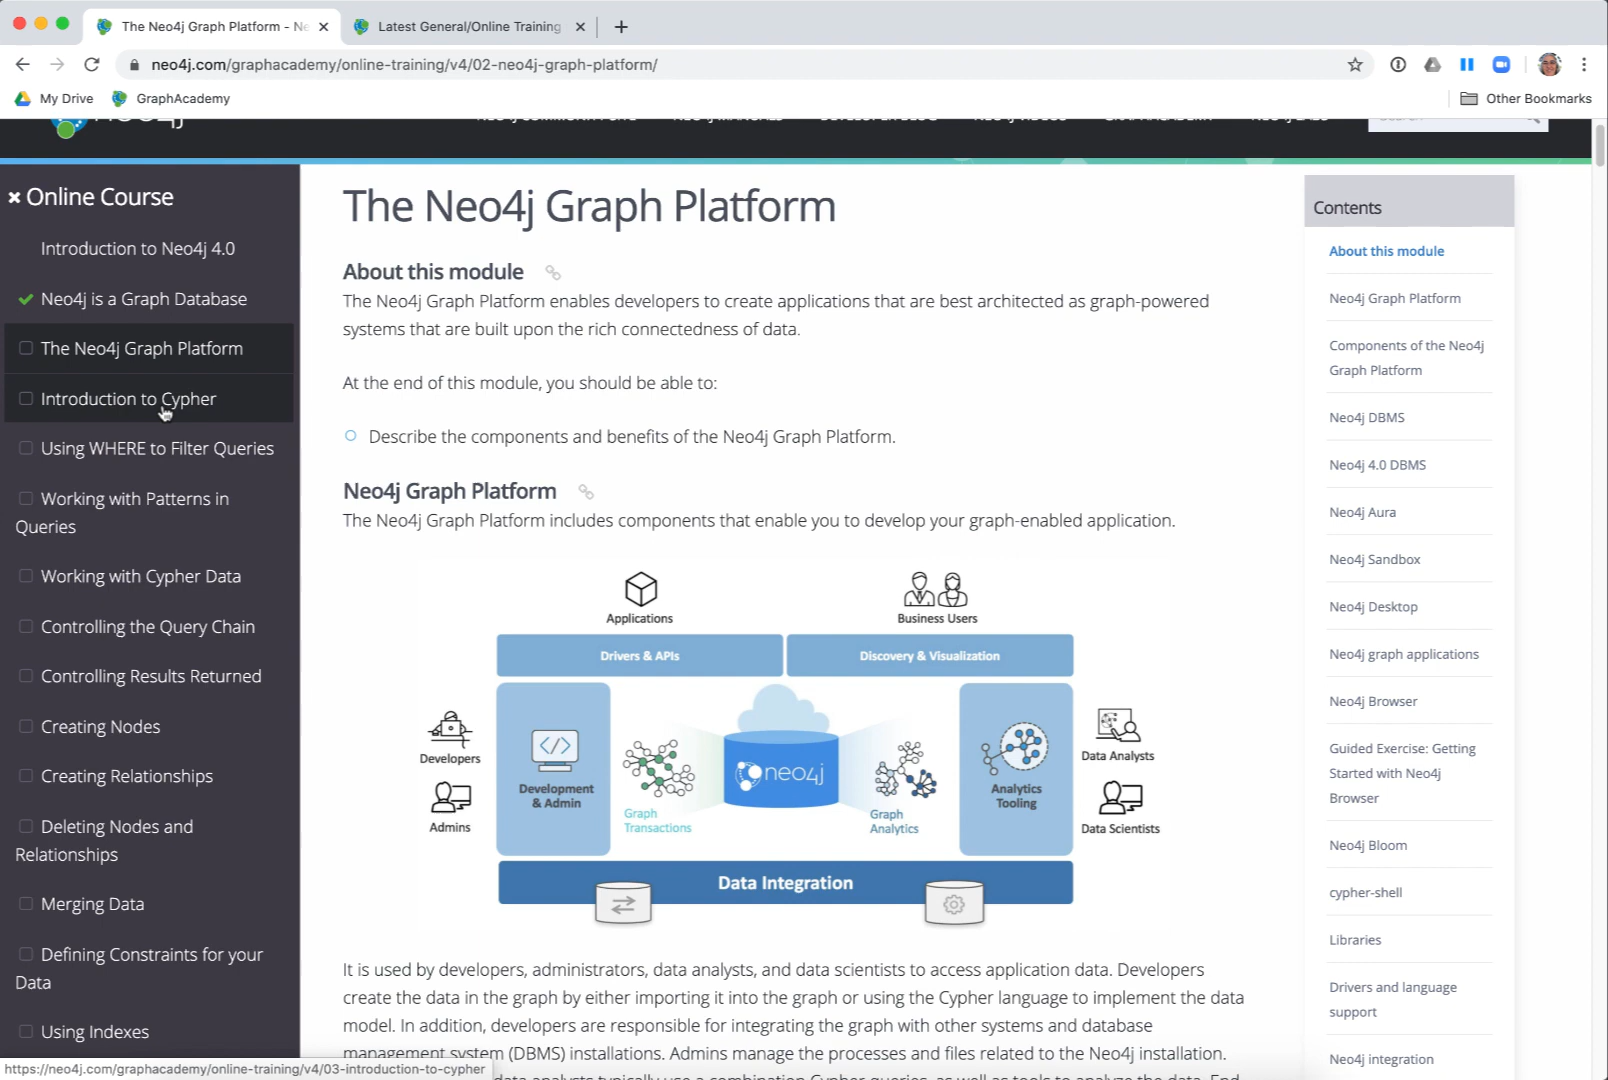 The Neo4j Graph Platform - Ne
Latest General/Online Training
neo4j.com/graphacademy/online-training/v4/02-neo4j-graph-platform/
My Drive
GraphAcademy
Other Bookmarks
Online Course
Introduction to Neo4j 4.0
Neo4j is a Graph Database
The Neo4j Graph Platform
Introduction to Cypher
Using WHERE to Filter Queries
Working with Patterns in
Queries
Working with Cypher Data
Controlling the Query Chain
Controlling Results Returned
Creating Nodes
Creating Relationships
Deleting Nodes and
Relationships
Merging Data
Defining Constraints for your
Data
Using Indexes
https://neo4j.com/graphacademy/online-training/v4/03-introduction-to-cypher
The Neo4j Graph Platform
About this module
The Neo4j Graph Platform enables developers to create applications that are best architected as graph-powered
systems that are built upon the rich connectedness of data.
At the end of this module, you should be able to:
Describe the components and benefits of the Neo4j Graph Platform.
Neo4j Graph Platform
The Neo4j Graph Platform includes components that enable you to develop your graph-enabled application.
Applications
Business Users
Drivers & APIs
Discovery & Visualization
Developers
Admins
Development
& Admin
Graph
Transactions
neo4j
Graph
Analytics
Analytics
Tooling
Data Analysts
Data Scientists
Data Integration
It is used by developers, administrators, data analysts, and data scientists to access application data. Developers
create the data in the graph by either importing it into the graph or using the Cypher language to implement the data
model. In addition, developers are responsible for integrating the graph with other systems and database
management system (DBMS) installations. Admins manage the processes and files related to the Neo4j installation.
Contents
About this module
Neo4j Graph Platform
Components of the Neo4j
Graph Platform
Neo4j DBMS
Neo4j 4.0 DBMS
Neo4j Aura
Neo4j Sandbox
Neo4j Desktop
Neo4j graph applications
Neo4j Browser
Guided Exercise: Getting
Started with Neo4j
Browser
Neo4j Bloom
cypher-shell
Libraries
Drivers and language
support
Neo4j integration